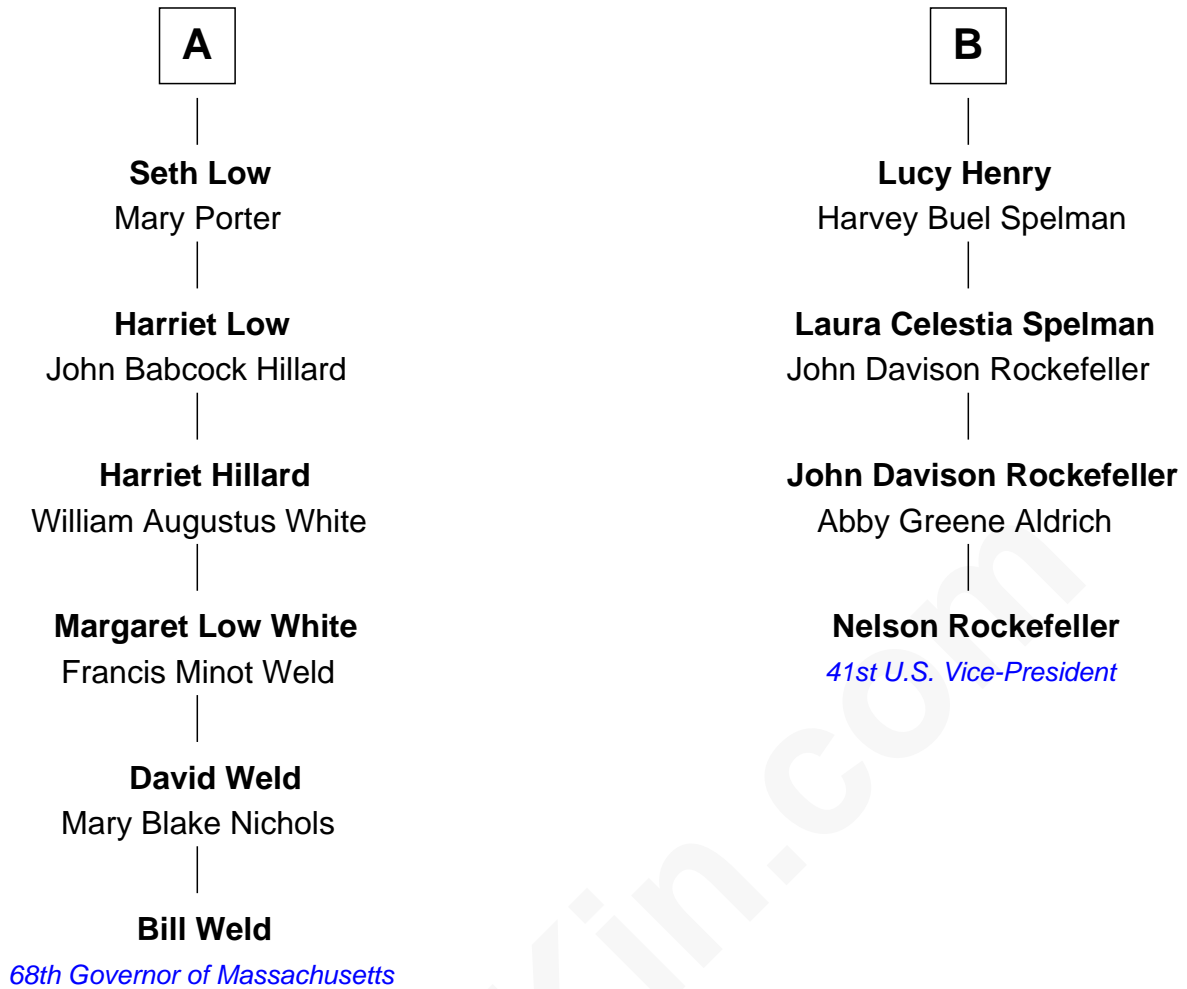 A
Seth Low
Mary Porter
Harriet Low
John Babcock Hillard
Harriet Hillard
William Augustus White
Margaret Low White
Francis Minot Weld
David Weld
Mary Blake Nichols
Bill Weld
68th Governor of Massachusetts
B
Lucy Henry
Harvey Buel Spelman
Laura Celestia Spelman
John Davison Rockefeller
John Davison Rockefeller
Abby Greene Aldrich
Nelson Rockefeller
41st U.S. Vice-President